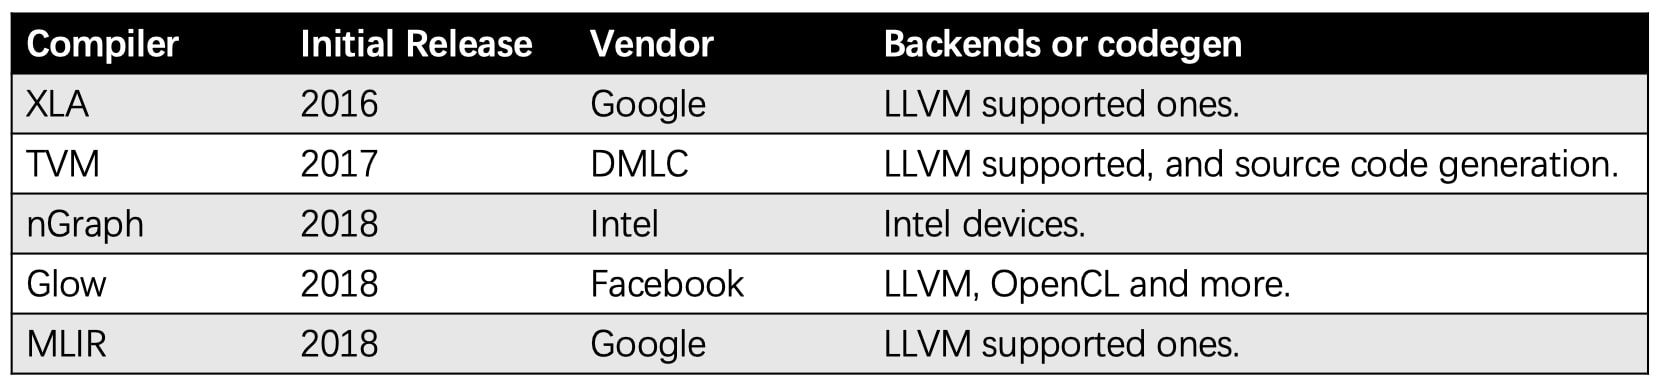 Compiler Initial Release Vendor Backends or codegen
XLA 2016 Google LLVM supported ones.
TVM 2017 DMLC LLVM supported, and source code generation.
nGraph 2018 Intel Intel devices.
Glow 2018 Facebook LLVM, OpenCL and more.
MLIR 2018 Google LLVM supported ones.